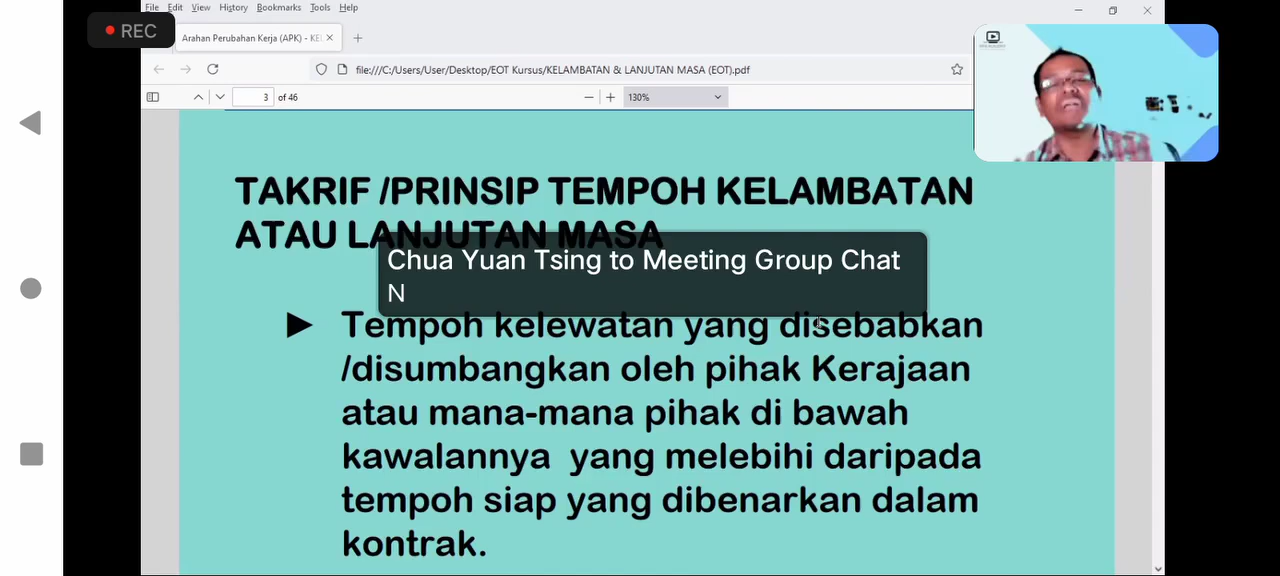 File Edit View History Bookmarks Tools Help
REC
Arahan Perubahan Kerja (APK) - KEL
file:///C:/Users/User/Desktop/EOT Kursus/KELAMBATAN & LANJUTAN MASA (EOT).pdf
3 of 46
130%
TAKRIF /PRINSIP TEMPOH KELAMBATAN
ATAU LANJUTAN MASA
Chua Yuan Tsing to Meeting Group Chat
N
Tempoh kelewatan yang disebabkan
/disumbangkan oleh pihak Kerajaan
atau mana-mana pihak di bawah
kawalannya yang melebihi daripada
tempoh siap yang dibenarkan dalam
kontrak.